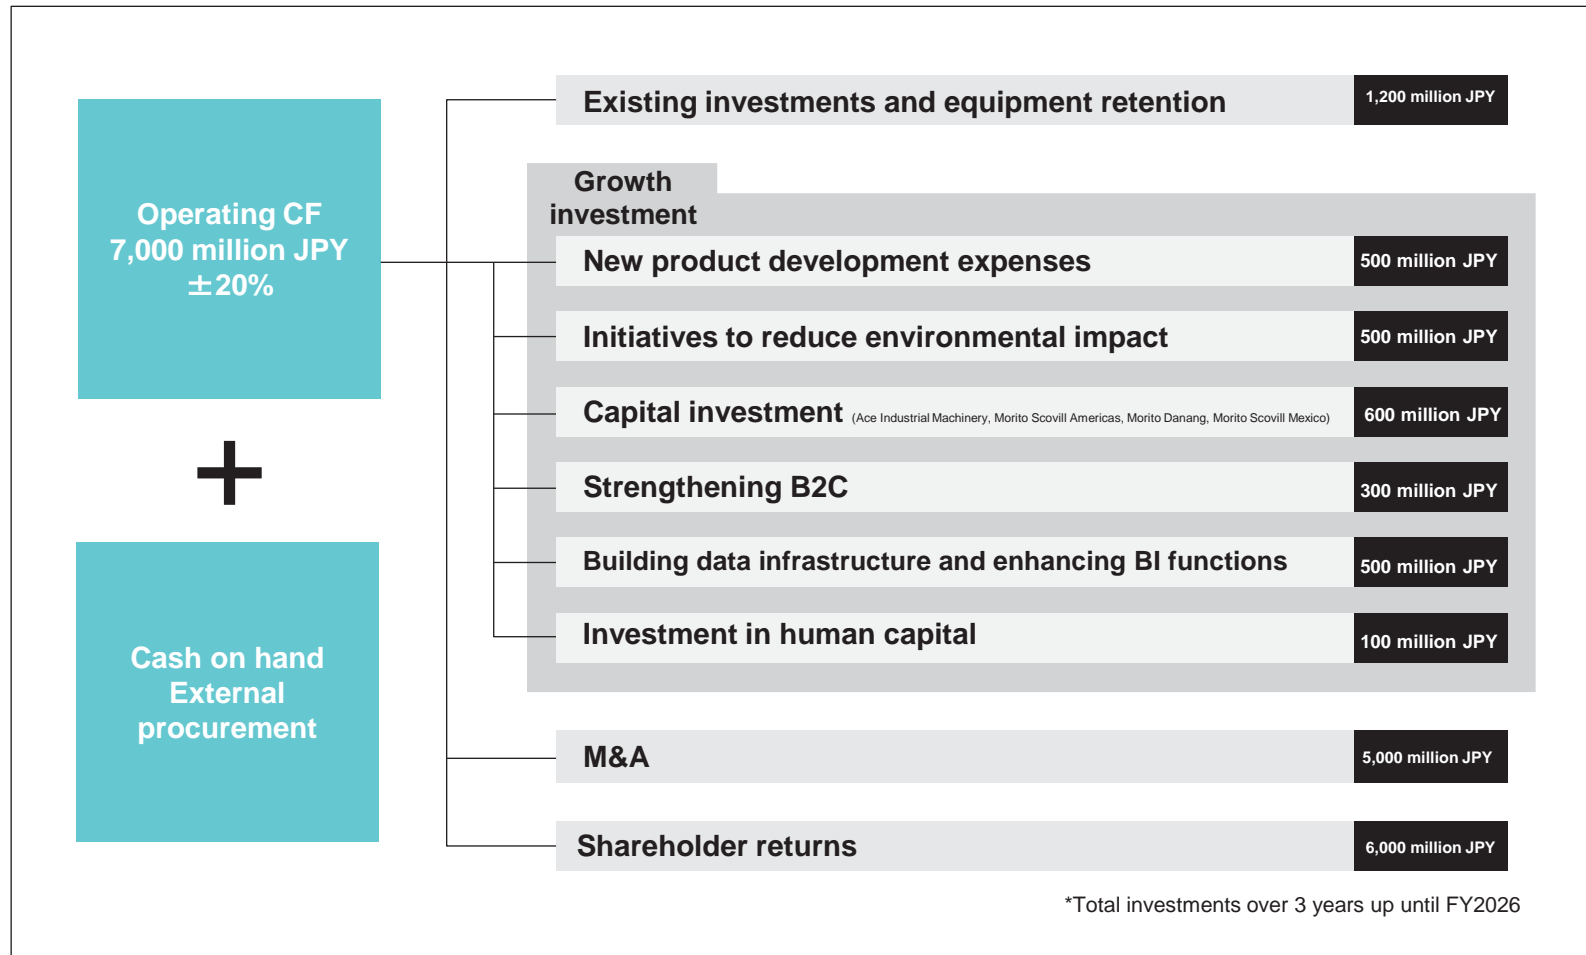 Operating CF
7,000 million JPY
±20%
+
Cash on hand
External
procurement
Existing investments and equipment retention 1,200 million JPY
Growth
investment
New product development expenses 500 million JPY
Initiatives to reduce environmental impact 500 million JPY
Capital investment (Ace Industrial Machinery, Morito Scovill Americas, Morito Danang, Morito Scovill Mexico) 600 million JPY
Strengthening B2C 300 million JPY
Building data infrastructure and enhancing BI functions 500 million JPY
Investment in human capital 100 million JPY
M&A 5,000 million JPY
Shareholder returns 6,000 million JPY
*Total investments over 3 years up until FY2026